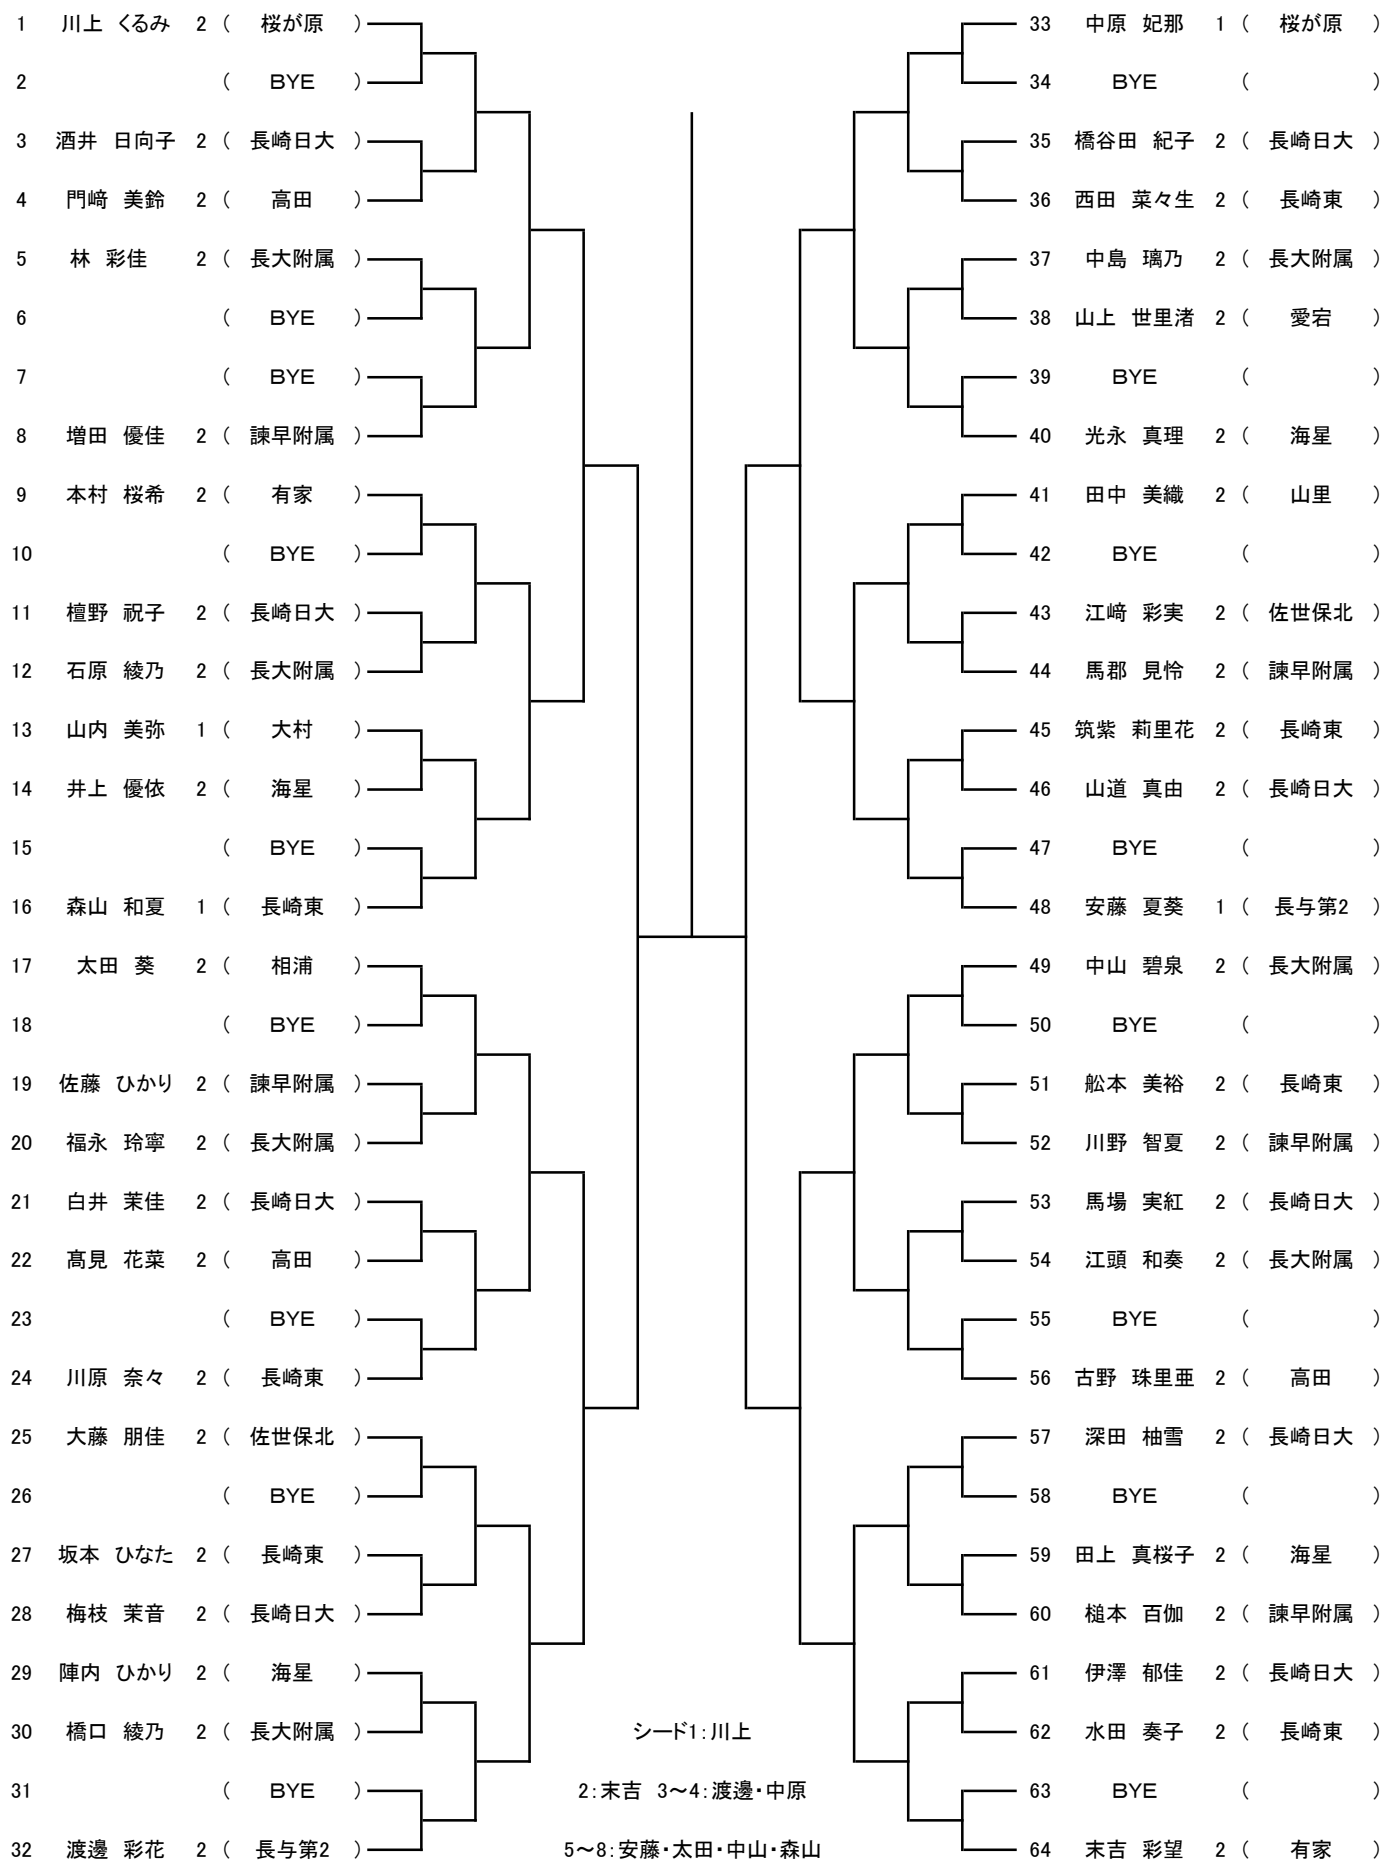 1 川上 くるみ 2 ( 桜が原 )
2 ( BYE )
3 酒井 日向子 2 ( 長崎日大 )
4 門﨑 美鈴 2 ( 高田 )
5 林 彩佳 2 ( 長大附属 )
6 ( BYE )
7 ( BYE )
8 増田 優佳 2 ( 諫早附属 )
9 本村 桜希 2 ( 有家 )
10 ( BYE )
11 檀野 祝子 2 ( 長崎日大 )
12 石原 綾乃 2 ( 長大附属 )
13 山内 美弥 1 ( 大村 )
14 井上 優依 2 ( 海星 )
15 ( BYE )
16 森山 和夏 1 ( 長崎東 )
17 太田 葵 2 ( 相浦 )
18 ( BYE )
19 佐藤 ひかり 2 ( 諫早附属 )
20 福永 玲寧 2 ( 長大附属 )
21 白井 茉佳 2 ( 長崎日大 )
22 髙見 花菜 2 ( 高田 )
23 ( BYE )
24 川原 奈々 2 ( 長崎東 )
25 大藤 朋佳 2 ( 佐世保北 )
26 ( BYE )
27 坂本 ひなた 2 ( 長崎東 )
28 梅枝 茉音 2 ( 長崎日大 )
29 陣内 ひかり 2 ( 海星 )
30 橋口 綾乃 2 ( 長大附属 )
31 ( BYE )
32 渡邊 彩花 2 ( 長与第2 )
シード1:川上
2:末吉 3～4:渡邊・中原
5～8:安藤・太田・中山・森山
33 中原 妃那 1 ( 桜が原 )
34 BYE ( )
35 橋谷田 紀子 2 ( 長崎日大 )
36 西田 菜々生 2 ( 長崎東 )
37 中島 璃乃 2 ( 長大附属 )
38 山上 世里渚 2 ( 愛宕 )
39 BYE ( )
40 光永 真理 2 ( 海星 )
41 田中 美織 2 ( 山里 )
42 BYE ( )
43 江﨑 彩実 2 ( 佐世保北 )
44 馬郡 見怜 2 ( 諫早附属 )
45 筑紫 莉里花 2 ( 長崎東 )
46 山道 真由 2 ( 長崎日大 )
47 BYE ( )
48 安藤 夏葵 1 ( 長与第2 )
49 中山 碧泉 2 ( 長大附属 )
50 BYE ( )
51 舩本 美裕 2 ( 長崎東 )
52 川野 智夏 2 ( 諫早附属 )
53 馬場 実紅 2 ( 長崎日大 )
54 江頭 和奏 2 ( 長大附属 )
55 BYE ( )
56 古野 珠里亜 2 ( 高田 )
57 深田 柚雪 2 ( 長崎日大 )
58 BYE ( )
59 田上 真桜子 2 ( 海星 )
60 槌本 百伽 2 ( 諫早附属 )
61 伊澤 郁佳 2 ( 長崎日大 )
62 水田 奏子 2 ( 長崎東 )
63 BYE ( )
64 末吉 彩望 2 ( 有家 )